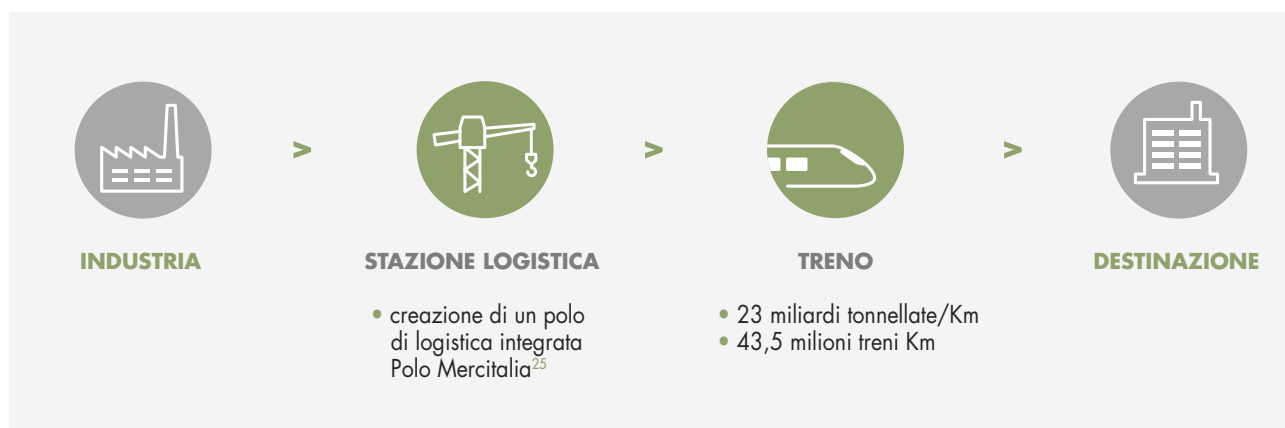 > > >
INDUSTRIA
STAZIONE LOGISTICA
TRENO
DESTINAZIONE
• creazione di un polo
di logistica integrata
Polo Mercitalia25
• 23 miliardi tonnellate/Km
• 43,5 milioni treni Km